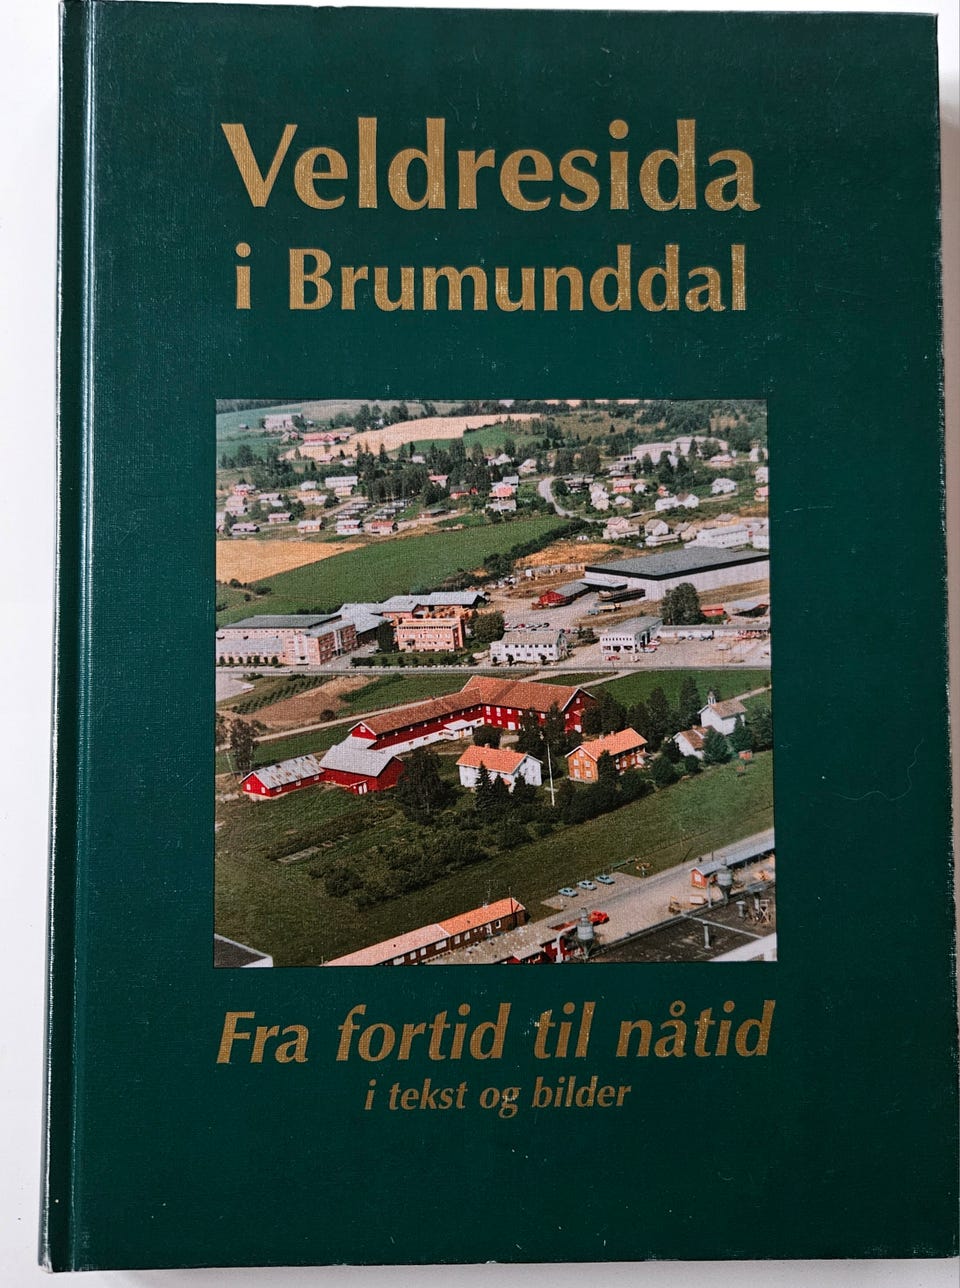 Veldresida
i Brumunddal
Fra fortid til nåtid
i tekst og bilder